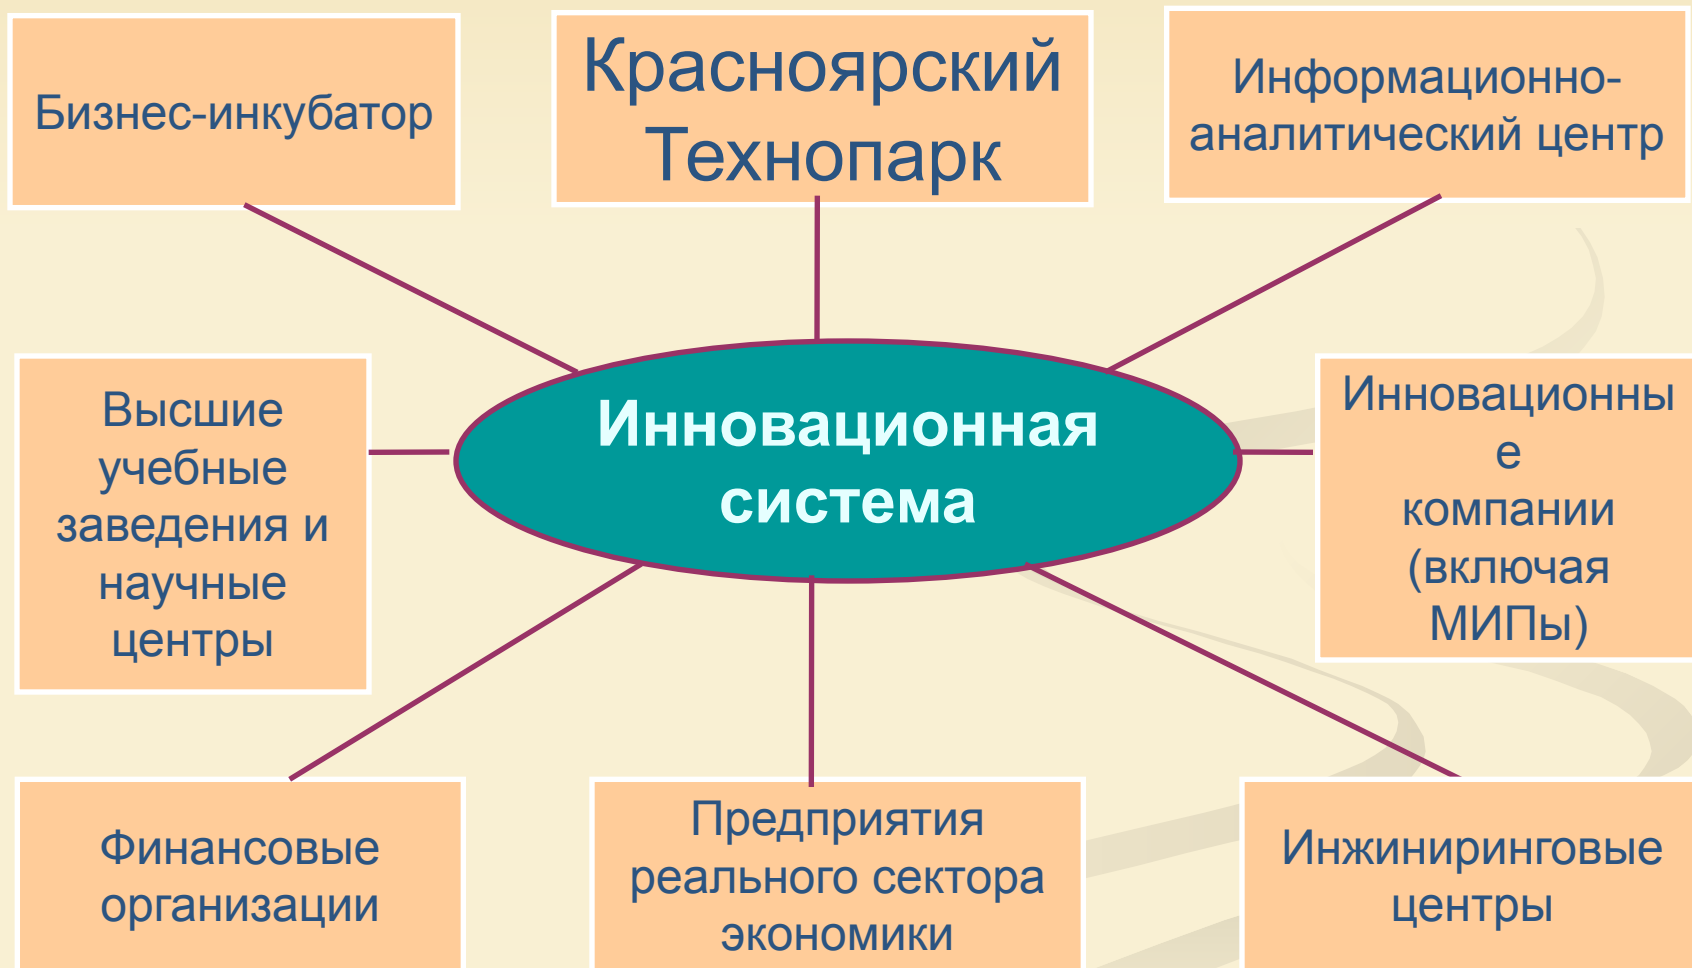 Бизнес-инкубатор
Красноярский
Технопарк
Информационно-
аналитический центр
Высшие
учебные
заведения и
научные
центры
Инновационная
система
Инновационны
е
компании
(включая
МИПы)
Финансовые
организации
Предприятия
реального сектора
экономики
Инжиниринговые
центры